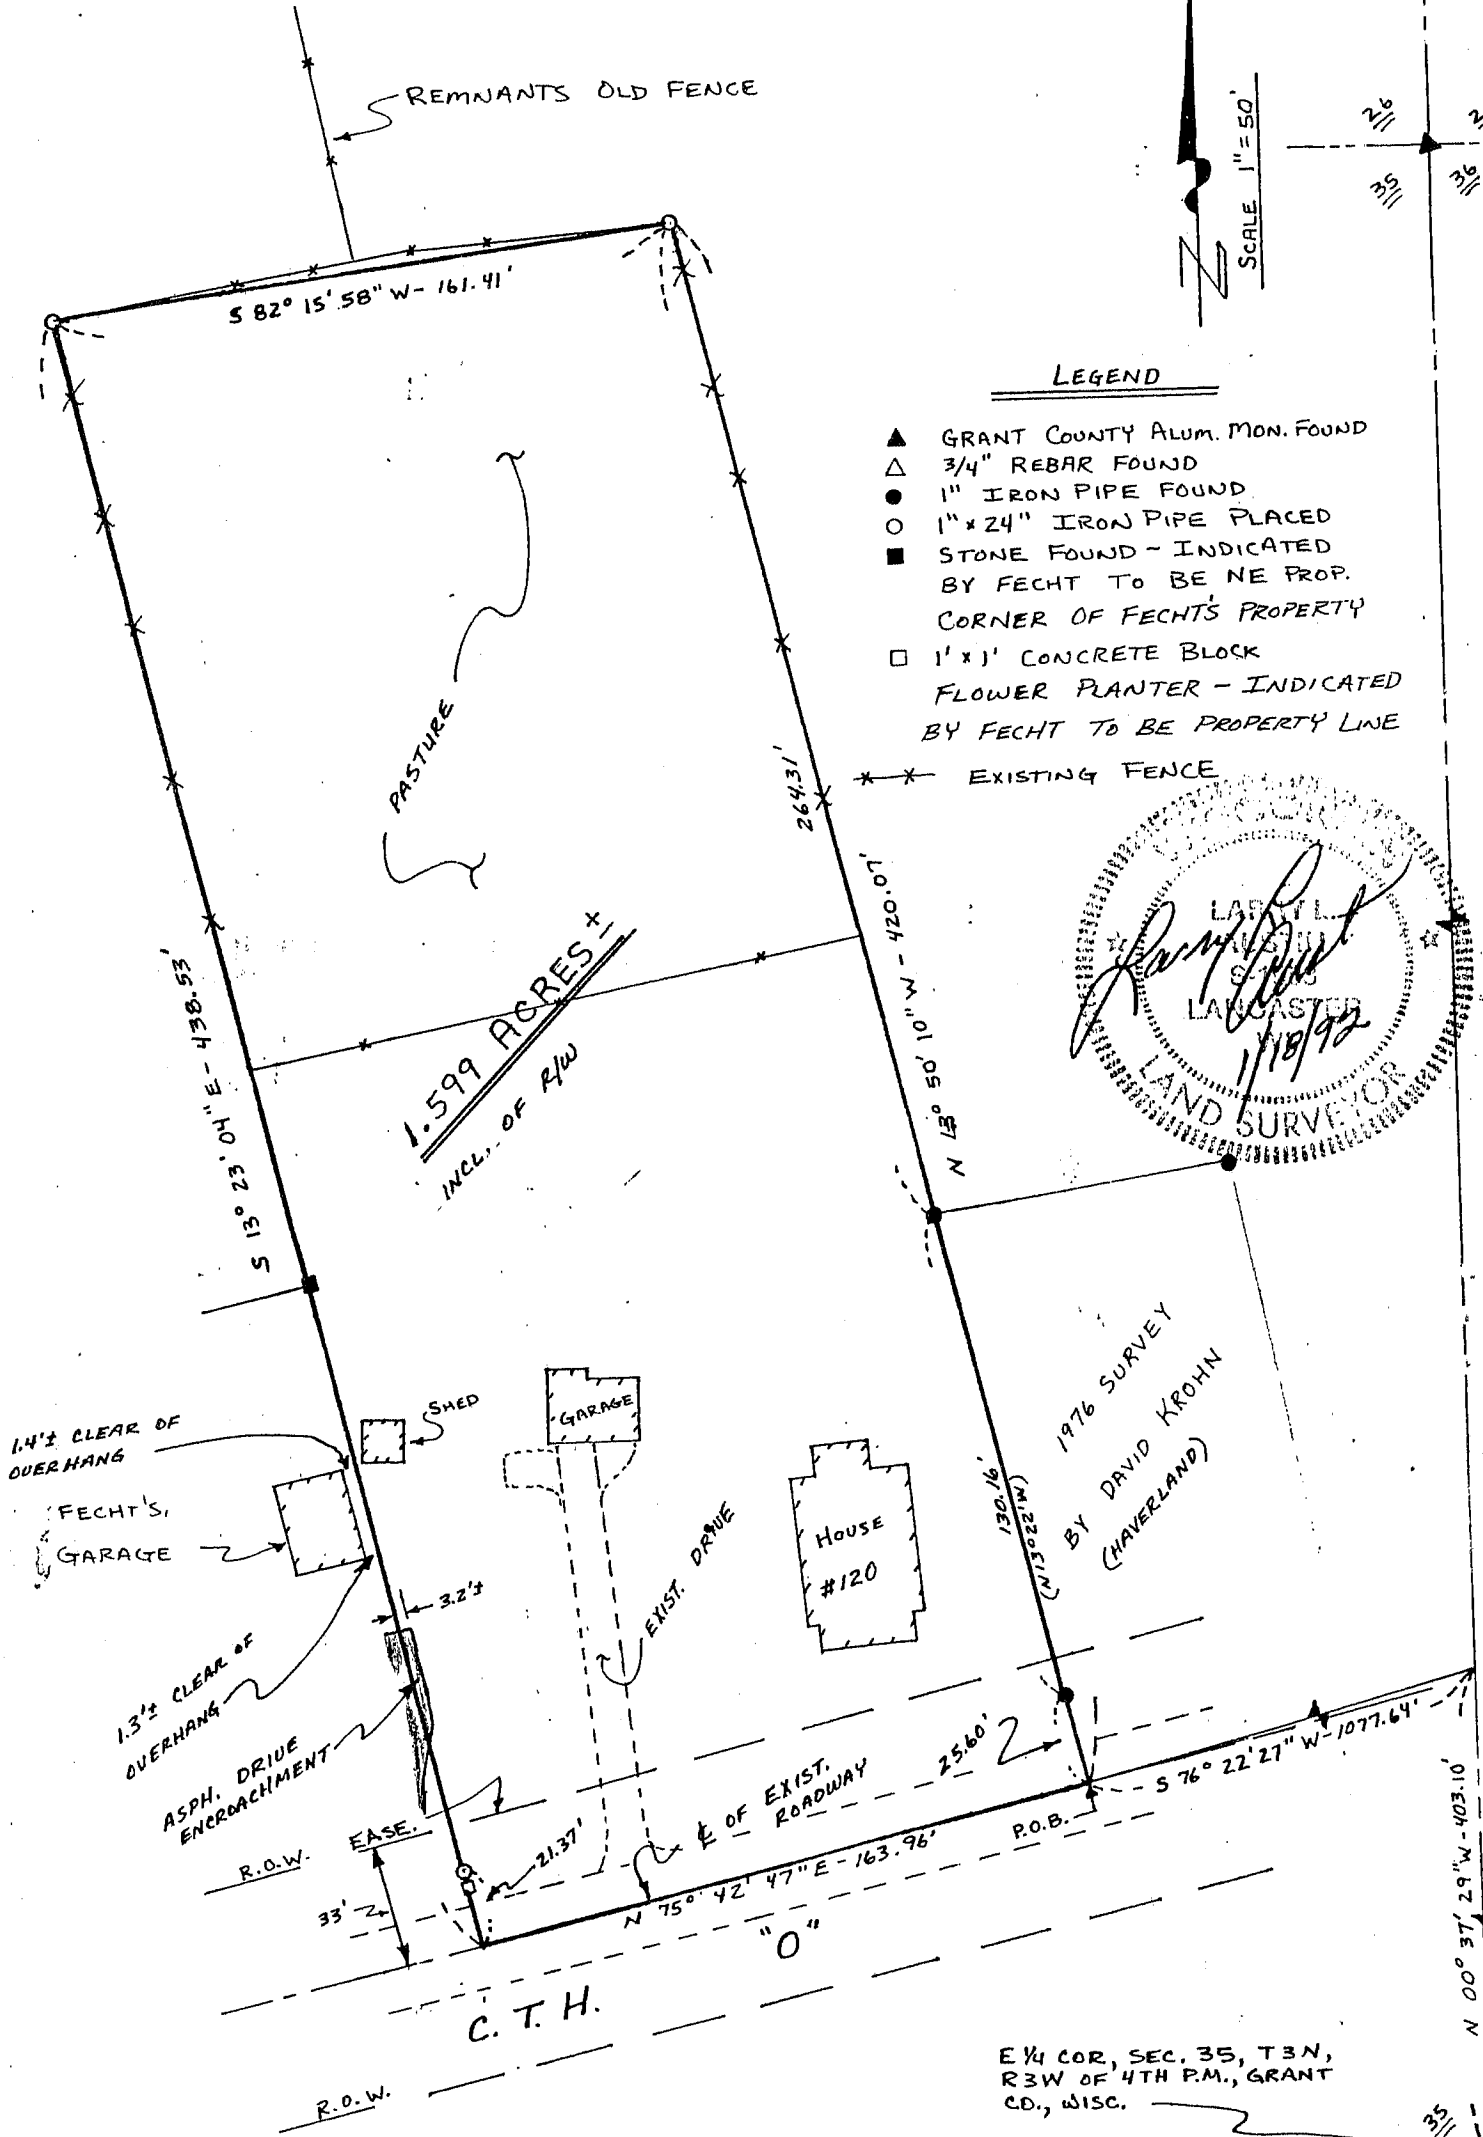 REMNANTS OLD FENCE
SCALE 1" = 50'
26
35
36
S 82° 15' 58" W - 161.41'
LEGEND
GRANT COUNTY ALUM. MON. FOUND
3/4" REBAR FOUND
1" IRON PIPE FOUND
1" x 24" IRON PIPE PLACED
STONE FOUND - INDICATED
BY FECHT TO BE NE PROP.
CORNER OF FECHT'S PROPERTY
1' x 1' CONCRETE BLOCK
FLOWER PLANTER - INDICATED
BY FECHT TO BE PROPERTY LINE
EXISTING FENCE
PASTURE
264.31'
N 13° 50' 10" W - 420.07'
LARRY L.
LANCASTER
1/18/92
LAND SURVEYOR
1.599 ACRES ±
INCL. OF R/W
S 13° 23' 04" E - 438.53'
SHED
GARAGE
1.4'± CLEAR OF
OVERHANG
FECHT'S
GARAGE
HOUSE
#120
EXIST. DRIVE
130.16'
(N13°22'W)
1976 SURVEY
BY DAVID KROHN
(HAVERLAND)
3.2'±
1.3'± CLEAR OF
OVERHANG
ASPH. DRIVE
ENCROACHMENT
R.O.W.
EASE.
33'
21.37'
℄ OF EXIST.
ROADWAY
25.60'
P.O.B.
S 76° 22' 27" W - 1077.64'
N 75° 42' 47" E - 163.96'
C. T. H.
"O"
R.O.W.
N 00° 37' 29" W - 403.10'
E 1/4 COR, SEC. 35, T3N,
R3W OF 4TH P.M., GRANT
CO., WISC.
35